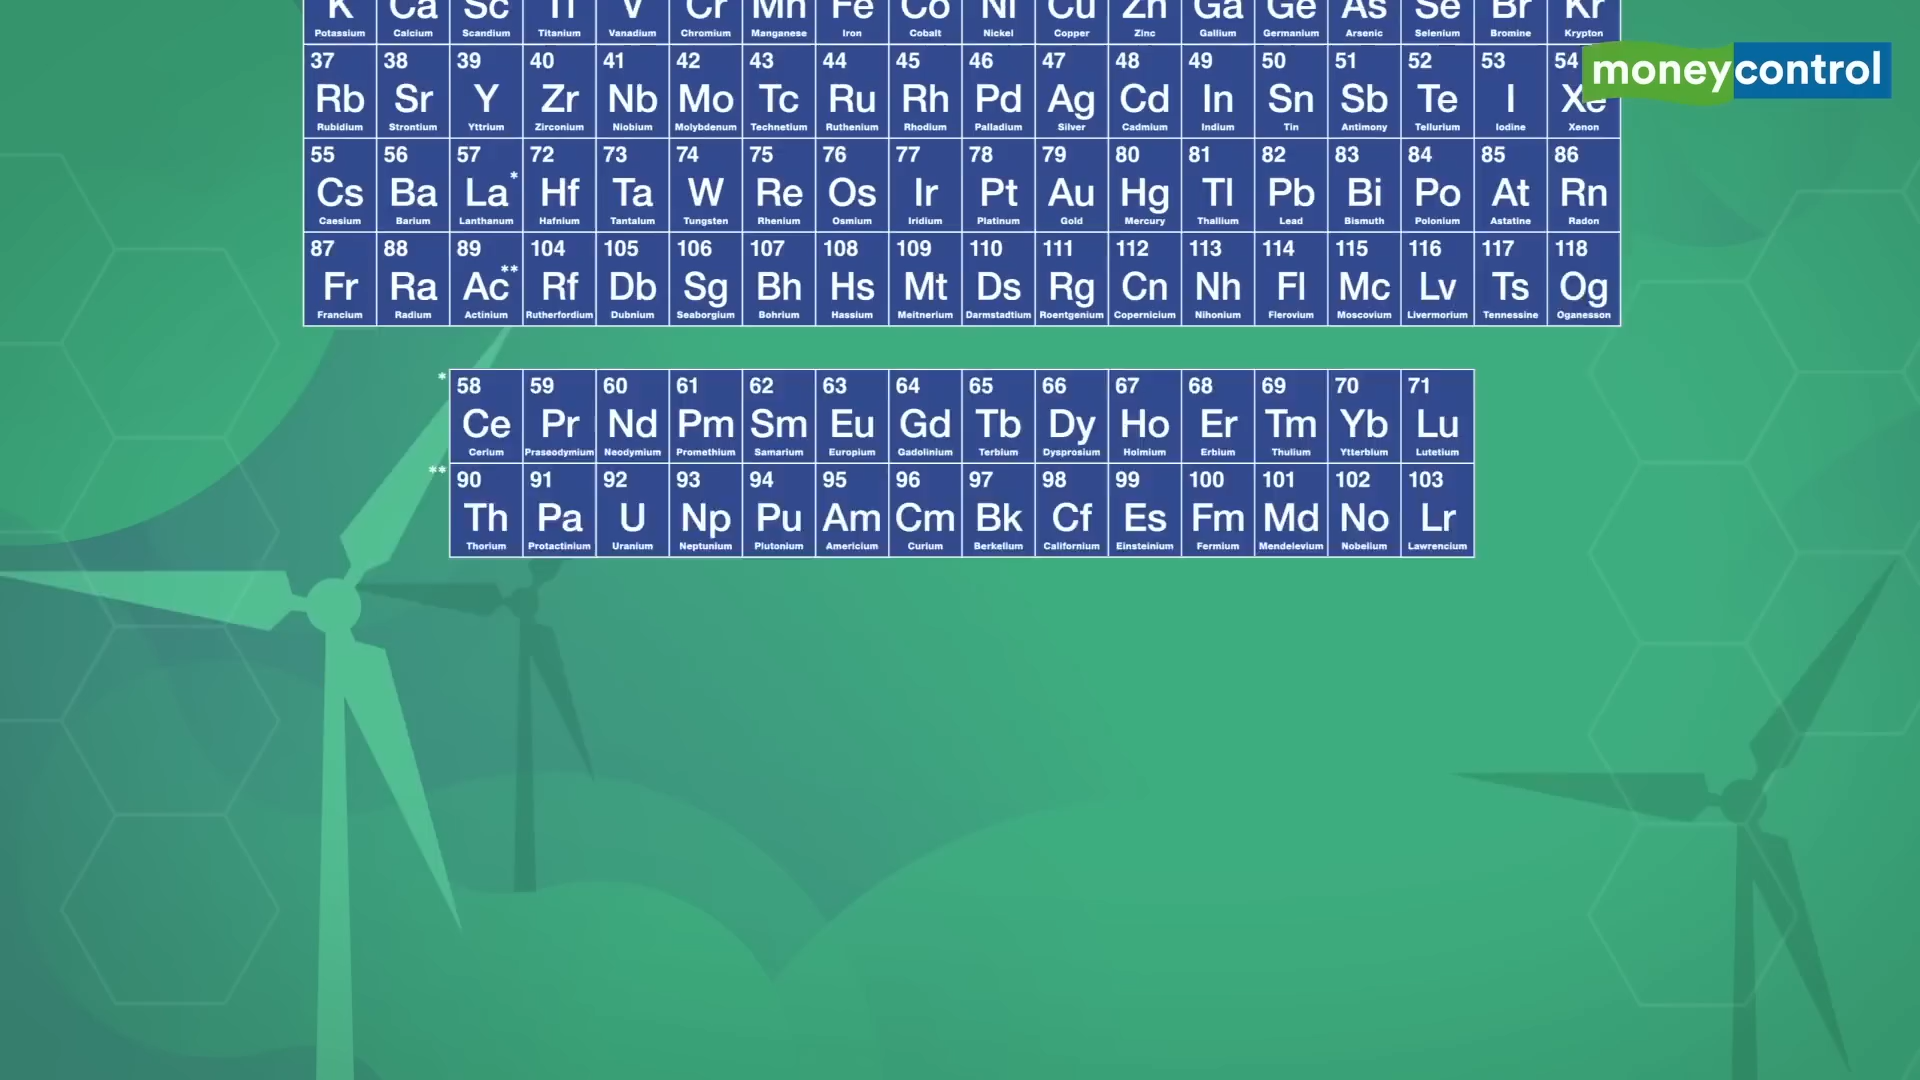 K Ca Sc Ti V Cr Mn Fe Co Ni Cu Zn Ga Ge As Se Br Kr
Potassium Calcium Scandium Titanium Vanadium Chromium Manganese Iron Cobalt Nickel Copper Zinc Gallium Germanium Arsenic Selenium Bromine Krypton
37 38 39 40 41 42 43 44 45 46 47 48 49 50 51 52 53 54
moneycontrol
Rb Sr Y Zr Nb Mo Tc Ru Rh Pd Ag Cd In Sn Sb Te I Xe
Rubidium Strontium Yttrium Zirconium Niobium Molybdenum Technetium Ruthenium Rhodium Palladium Silver Cadmium Indium Tin Antimony Tellurium Iodine Xenon
55 56 57 72 73 74 75 76 77 78 79 80 81 82 83 84 85 86
Cs Ba La* Hf Ta W Re Os Ir Pt Au Hg Tl Pb Bi Po At Rn
Caesium Barium Lanthanum Hafnium Tantalum Tungsten Rhenium Osmium Iridium Platinum Gold Mercury Thallium Lead Bismuth Polonium Astatine Radon
87 88 89 104 105 106 107 108 109 110 111 112 113 114 115 116 117 118
Fr Ra Ac** Rf Db Sg Bh Hs Mt Ds Rg Cn Nh Fl Mc Lv Ts Og
Francium Radium Actinium Rutherfordium Dubnium Seaborgium Bohrium Hassium Meitnerium Darmstadtium Roentgenium Copernicium Nihonium Flerovium Moscovium Livermorium Tennessine Oganesson
* 58 59 60 61 62 63 64 65 66 67 68 69 70 71
Ce Pr Nd Pm Sm Eu Gd Tb Dy Ho Er Tm Yb Lu
Cerium Praseodymium Neodymium Promethium Samarium Europium Gadolinium Terbium Dysprosium Holmium Erbium Thulium Ytterbium Lutetium
** 90 91 92 93 94 95 96 97 98 99 100 101 102 103
Th Pa U Np Pu Am Cm Bk Cf Es Fm Md No Lr
Thorium Protactinium Uranium Neptunium Plutonium Americium Curium Berkelium Californium Einsteinium Fermium Mendelevium Nobelium Lawrencium